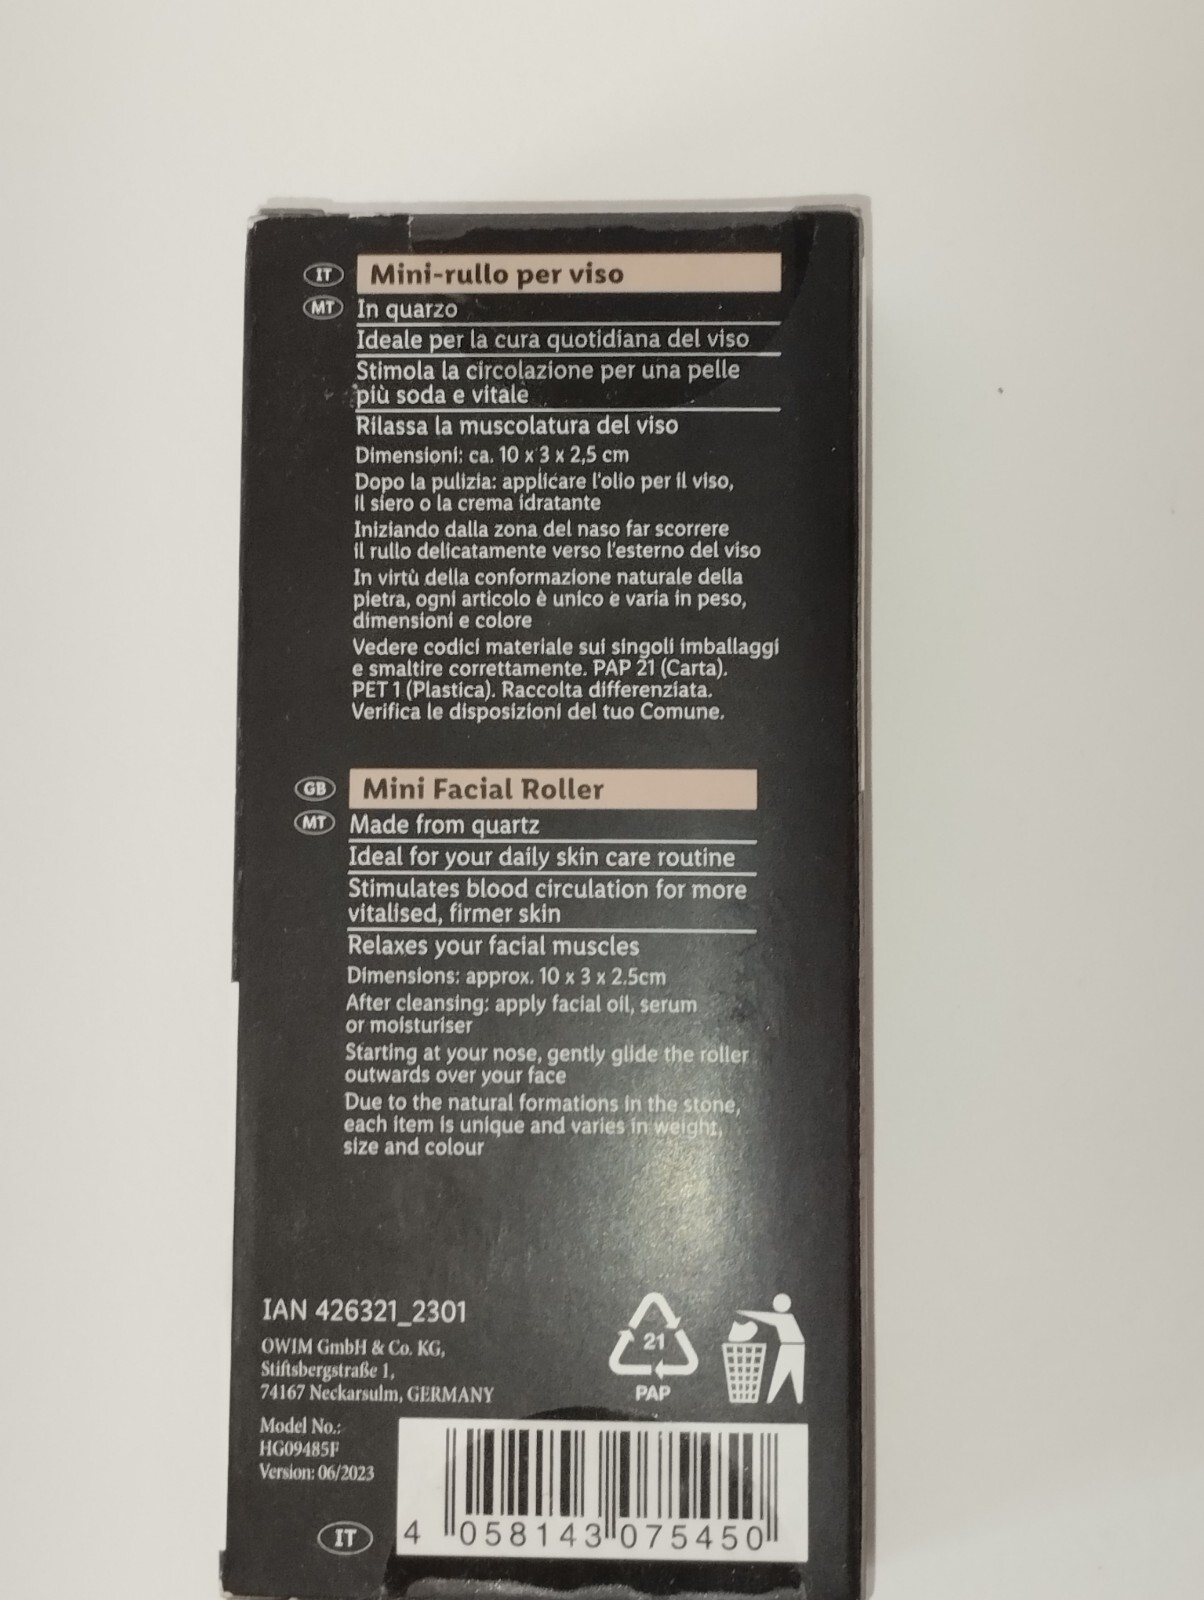 IT Mini-rullo per viso
MT In quarzo
Ideale per la cura quotidiana del viso
Stimola la circolazione per una pelle
più soda e vitale
Rilassa la muscolatura del viso
Dimensioni: ca. 10 x 3 x 2,5 cm
Dopo la pulizia: applicare l'olio per il viso,
il siero o la crema idratante
Iniziando dalla zona del naso far scorrere
il rullo delicatamente verso l'esterno del viso
In virtù della conformazione naturale della
pietra, ogni articolo è unico e varia in peso,
dimensioni e colore
Vedere codici materiale sui singoli imballaggi
e smaltire correttamente. PAP 21 (Carta).
PET 1 (Plastica). Raccolta differenziata.
Verifica le disposizioni del tuo Comune.
GB Mini Facial Roller
MT Made from quartz
Ideal for your daily skin care routine
Stimulates blood circulation for more
vitalised, firmer skin
Relaxes your facial muscles
Dimensions: approx. 10 x 3 x 2.5cm
After cleansing: apply facial oil, serum
or moisturiser
Starting at your nose, gently glide the roller
outwards over your face
Due to the natural formations in the stone,
each item is unique and varies in weight,
size and colour
IAN 426321_2301
OWIM GmbH & Co. KG,
Stiftsbergstraße 1,
74167 Neckarsulm, GERMANY
21
PAP
Model No.:
HG09485F
Version: 06/2023
IT
4 058143 075450